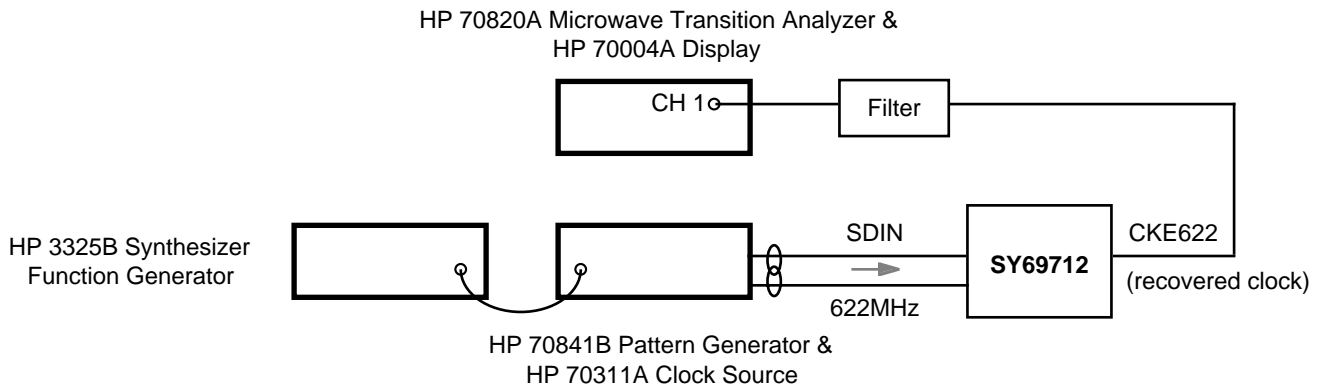 HP 70820A Microwave Transition Analyzer &
HP 70004A Display
CH 1
Filter
HP 3325B Synthesizer
Function Generator
SDIN
622MHz
SY69712
CKE622
(recovered clock)
HP 70841B Pattern Generator &
HP 70311A Clock Source